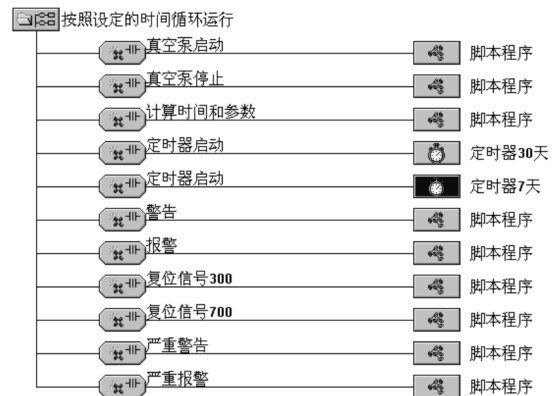 按照设定的时间循环运行
真空泵启动 脚本程序
真空泵停止 脚本程序
计算时间和参数 脚本程序
定时器启动 定时器30天
定时器启动 定时器7天
警告 脚本程序
报警 脚本程序
复位信号300 脚本程序
复位信号700 脚本程序
严重警告 脚本程序
严重报警 脚本程序